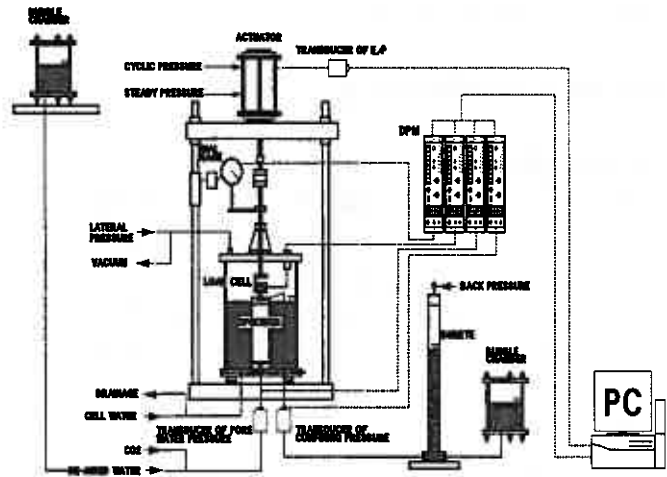 BUBBLE
CHAMBER
ACTUATOR
TRANSDUCER OF E/P
CYCLIC PRESSURE
STEADY PRESSURE
DPM
LATERAL
PRESSURE
VACUUM
LOAD CELL
BACK PRESSURE
BURETE
BUBBLE
CHAMBER
DRAINAGE
CELL WATER
TRANSDUCER OF PORE
WATER PRESSURE
TRANSDUCER OF
CONFINING PRESSURE
CO2
DE-AIRED WATER
PC